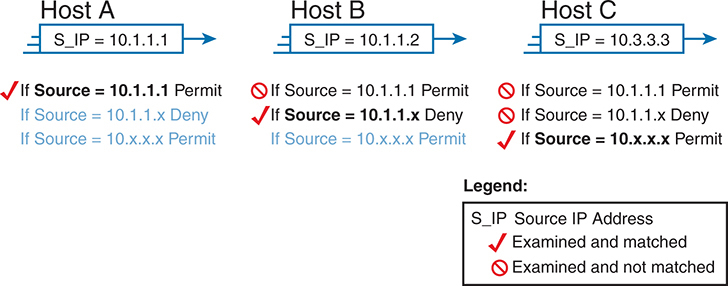 Host A
S_IP = 10.1.1.1
If Source = 10.1.1.1 Permit
If Source = 10.1.1.x Deny
If Source = 10.x.x.x Permit
Host B
S_IP = 10.1.1.2
If Source = 10.1.1.1 Permit
If Source = 10.1.1.x Deny
If Source = 10.x.x.x Permit
Host C
S_IP = 10.3.3.3
If Source = 10.1.1.1 Permit
If Source = 10.1.1.x Deny
If Source = 10.x.x.x Permit
Legend:
S_IP Source IP Address
Examined and matched
Examined and not matched